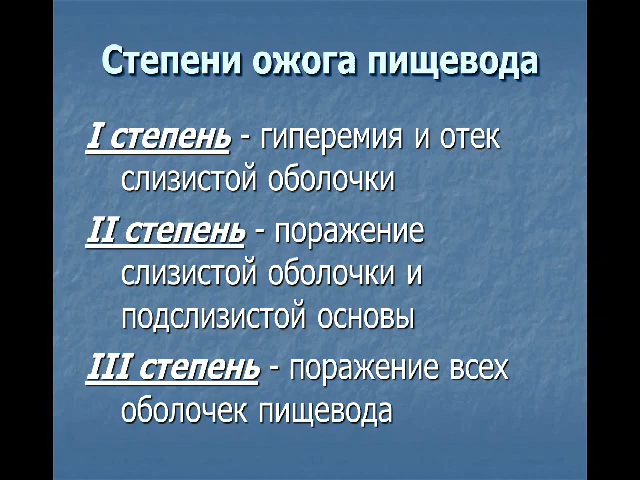 Степени ожога пищевода
I степень - гиперемия и отек
слизистой оболочки
II степень - поражение
слизистой оболочки и
подслизистой основы
III степень - поражение всех
оболочек пищевода